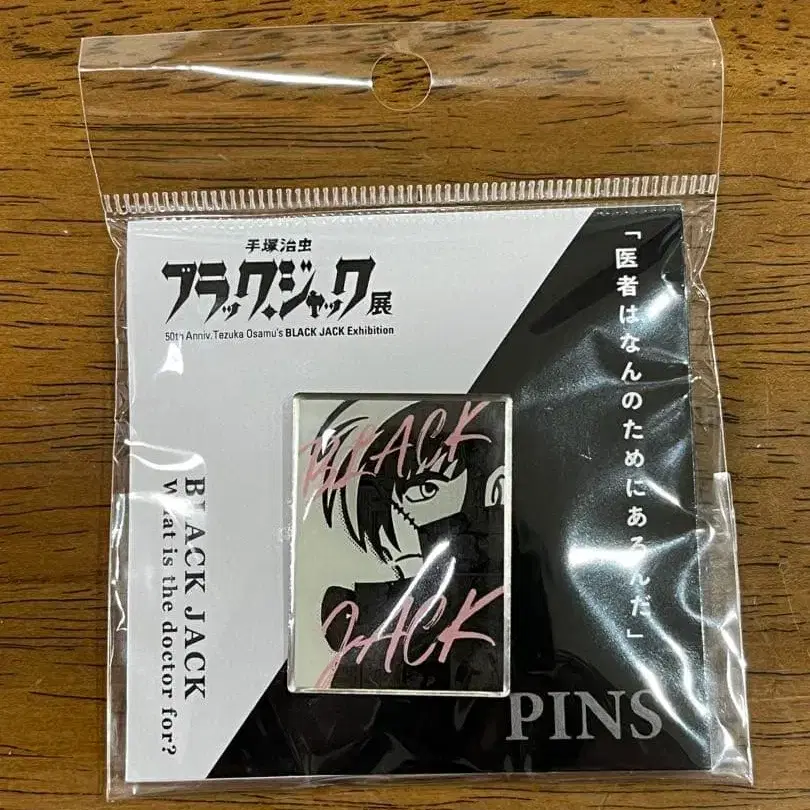 手塚治虫
ブラック・ジャック展
50th Anniv. Tezuka Osamu's BLACK JACK Exhibition
「医者はなんのためにあるんだ」
BLACK JACK
What is the doctor for?
BLACK
JACK
PINS